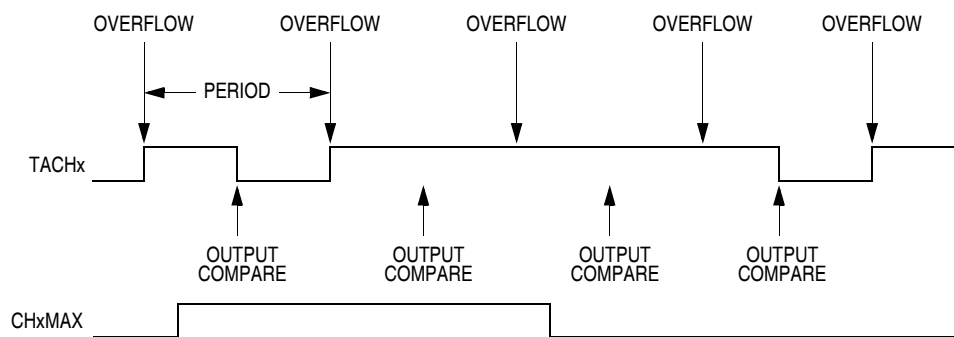 OVERFLOW OVERFLOW OVERFLOW OVERFLOW OVERFLOW
PERIOD
TACHx
OUTPUT OUTPUT OUTPUT OUTPUT
COMPARE COMPARE COMPARE COMPARE
CHxMAX